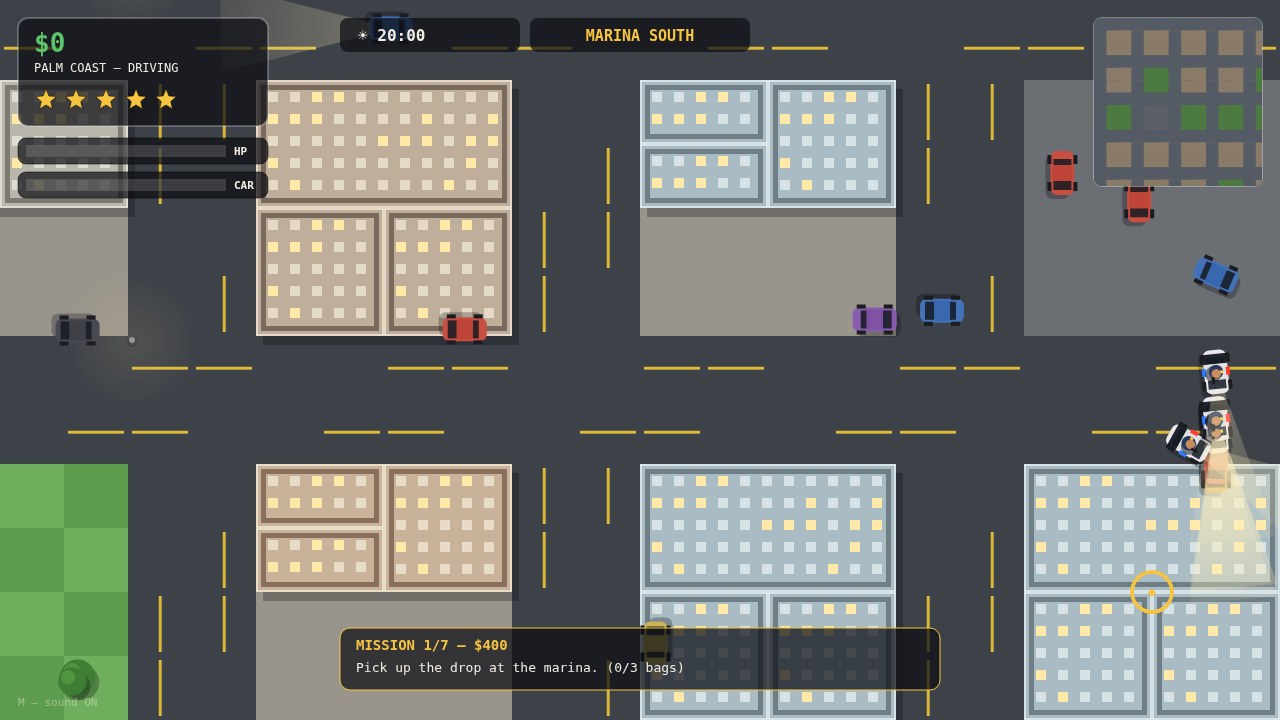 $0
PALM COAST — DRIVING
HP
CAR
☀ 20:00
MARINA SOUTH
MISSION 1/7 — $400
Pick up the drop at the marina. (0/3 bags)
M — sound ON